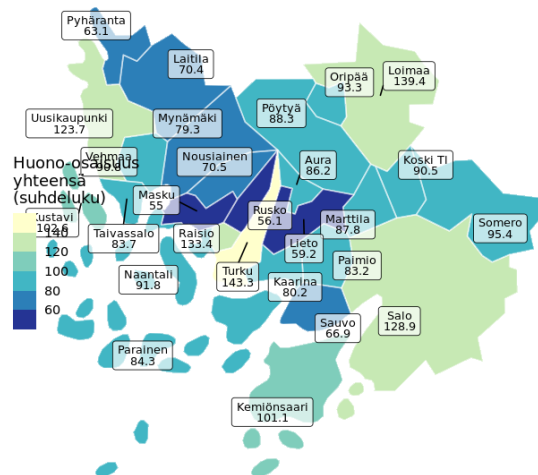 Pyhäranta
63.1
Laitila
70.4
Oripää
93.3
Loimaa
139.4
Uusikaupunki
123.7
Mynämäki
79.3
Pöytyä
88.3
Vehmaa
Nousiainen
70.5
Aura
86.2
Koski Tl
90.5
Huono-osaisuus
yhteensä
(suhdeluku)
Masku
55
Rusko
56.1
Marttila
87.8
Somero
95.4
102.6
Taivassalo
83.7
Raisio
133.4
Lieto
59.2
Paimio
83.2
Naantali
91.8
Turku
143.3
Kaarina
80.2
Sauvo
66.9
Salo
128.9
Parainen
84.3
Kemiönsaari
101.1
140
120
100
80
60